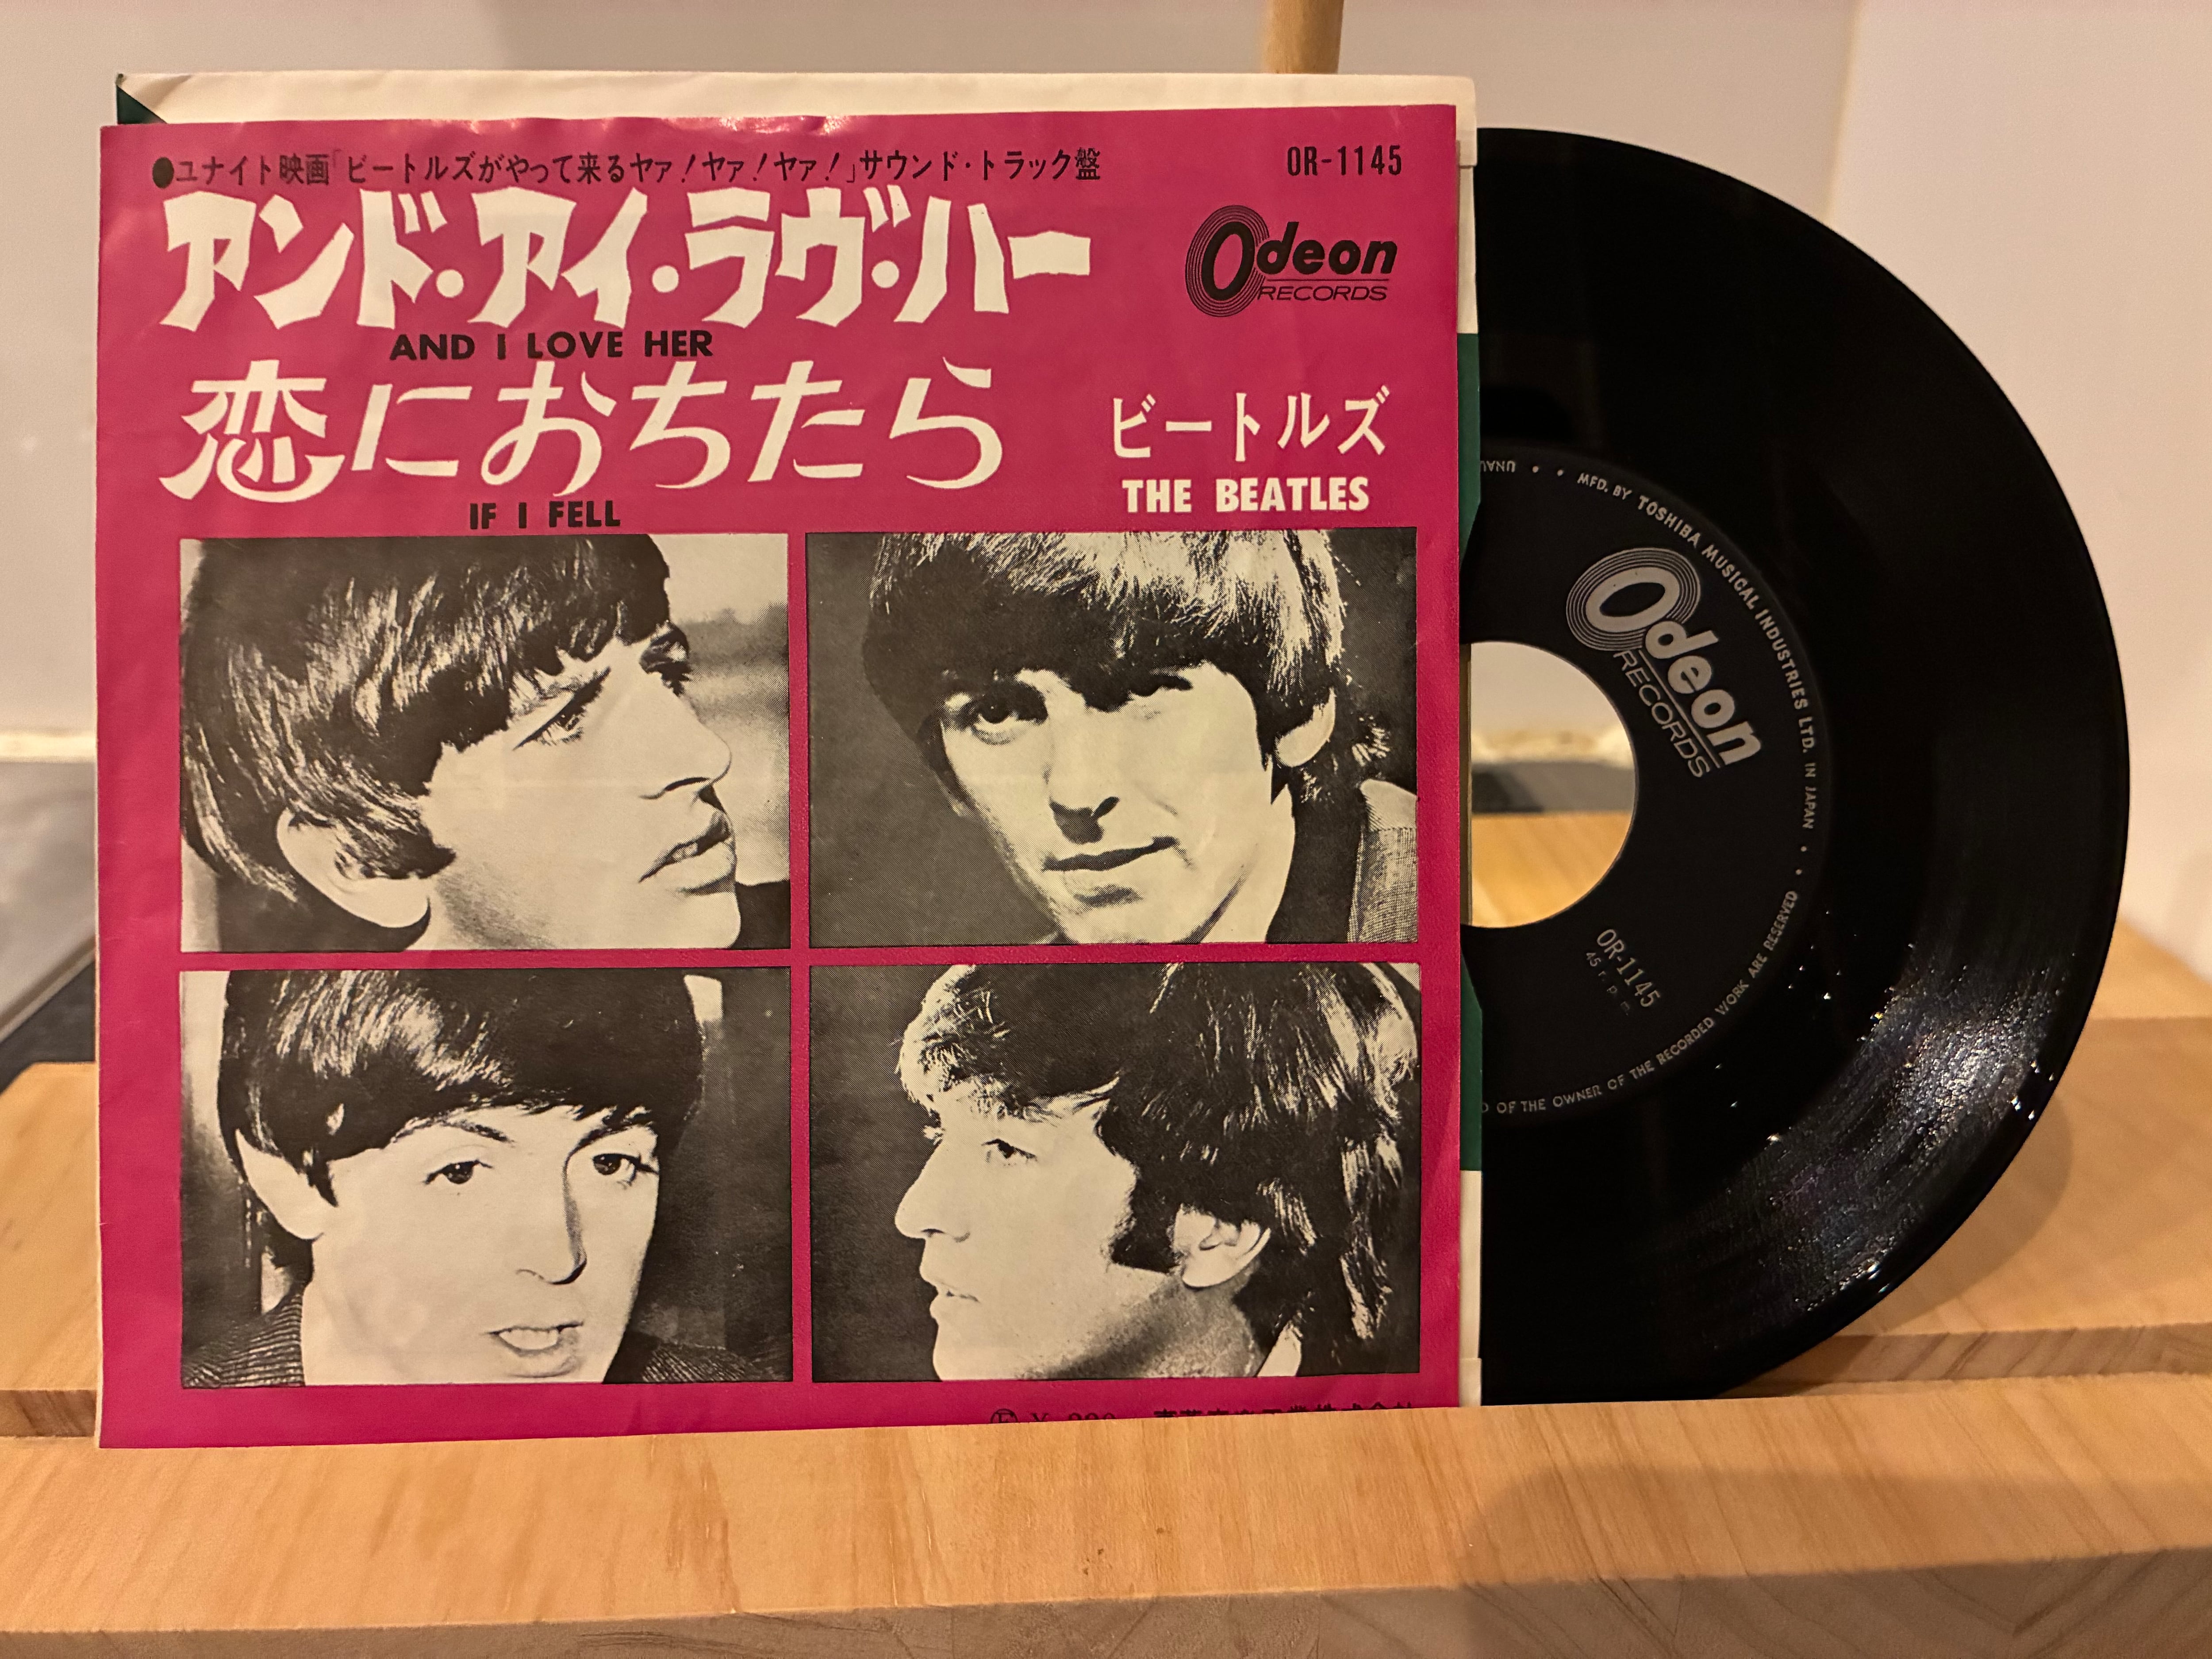 ●ユナイト映画「ビートルズがやって来るヤァ!ヤァ!ヤァ!」サウンド・トラック盤
OR-1145
アンド・アイ・ラヴ・ハー
Odeon
RECORDS
AND I LOVE HER
恋におちたら
IF I FELL
ビートルズ
THE BEATLES
MFD. BY TOSHIBA MUSICAL INDUSTRIES LTD. IN JAPAN
Odeon
RECORDS
OR-1145
45 r.p.m.
OF THE OWNER OF THE RECORDED WORK ARE RESERVED